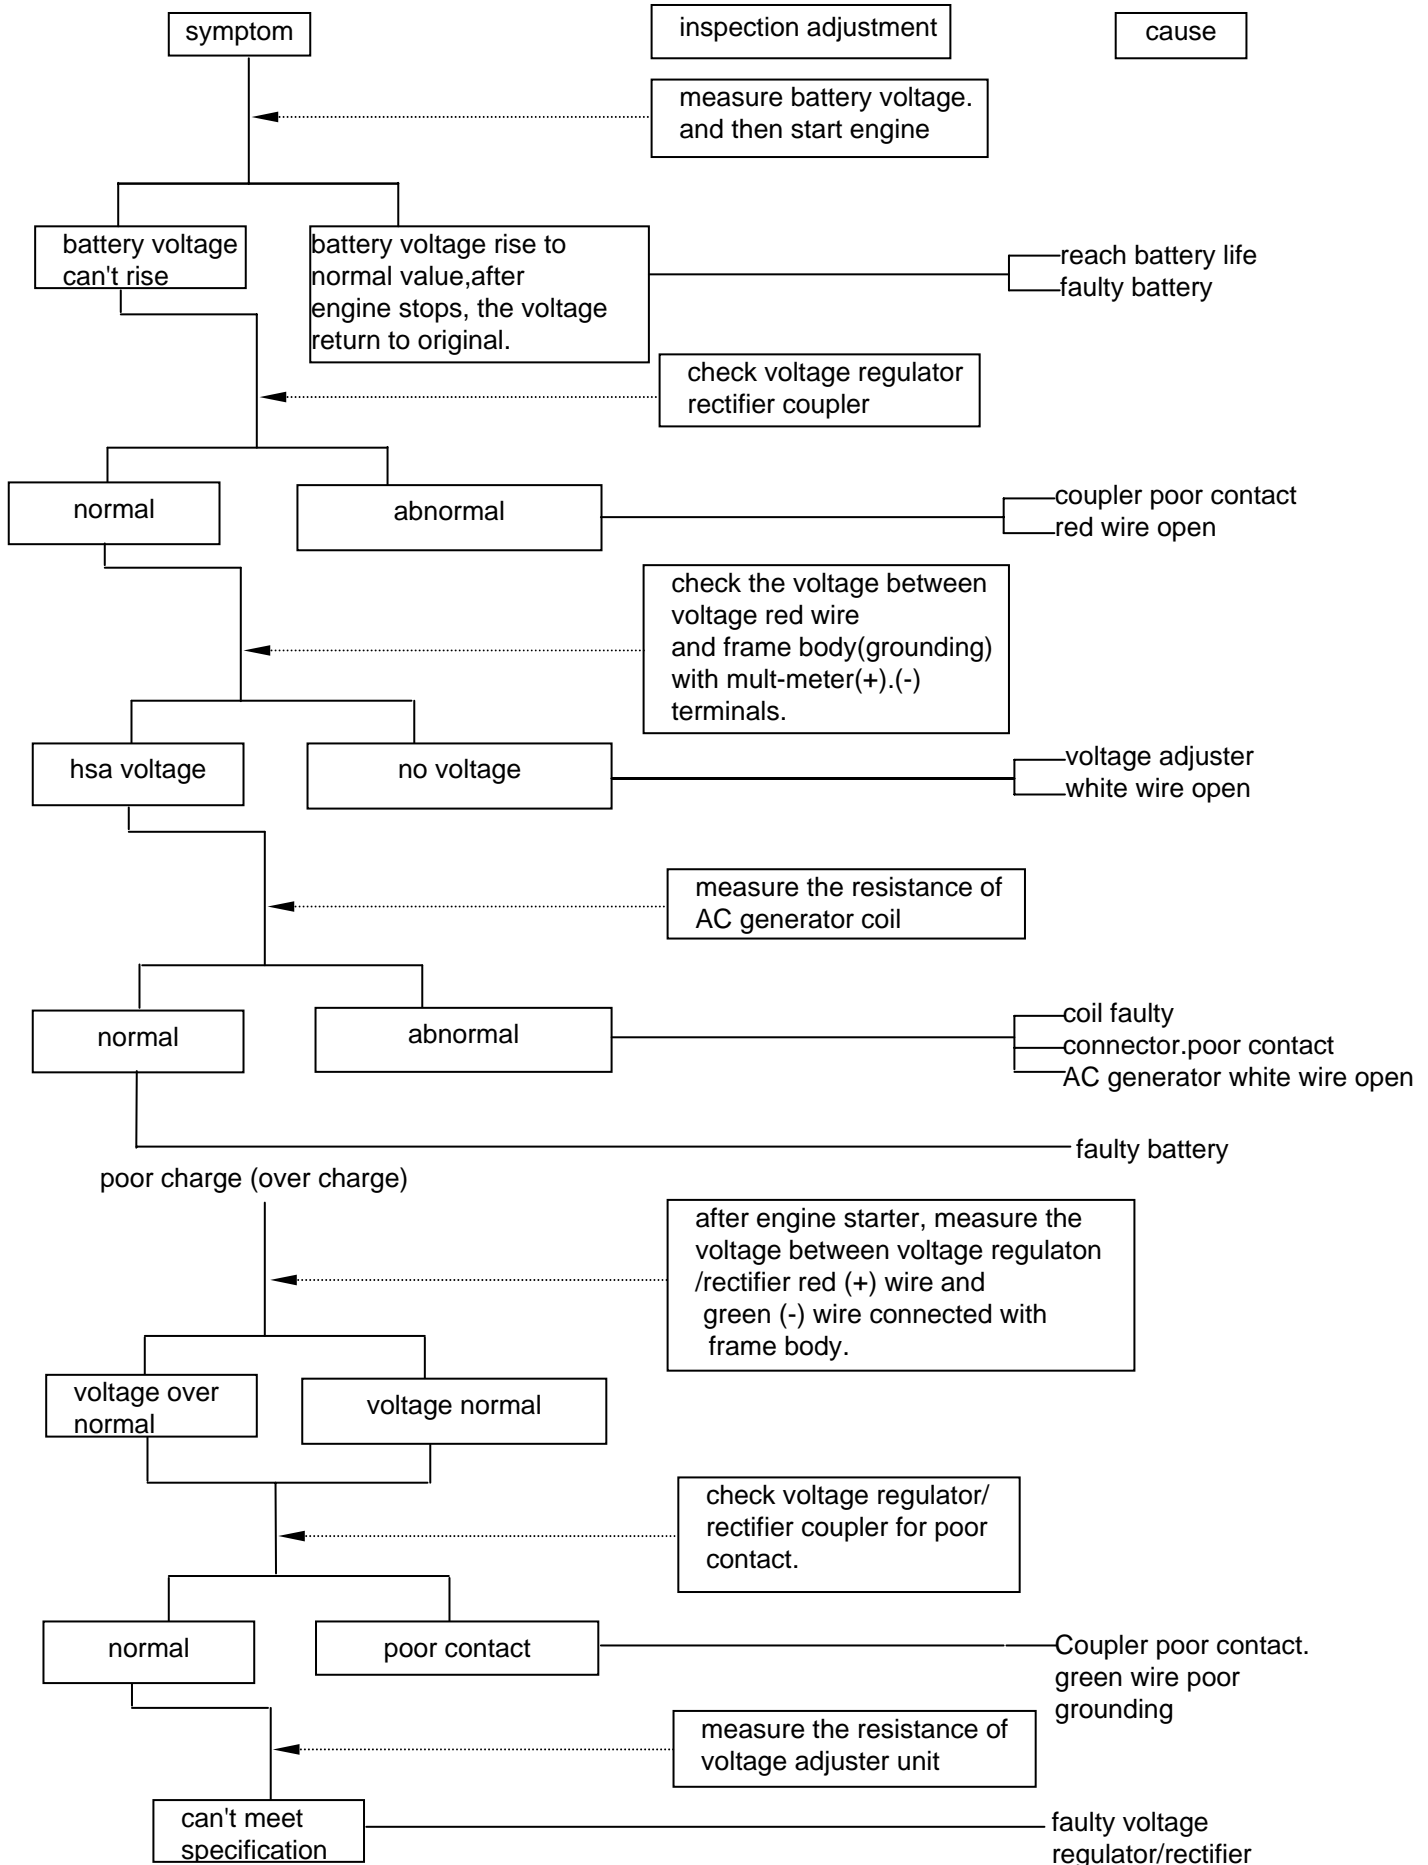 symptom
inspection adjustment
cause
measure battery voltage.
and then start engine
battery voltage
can't rise
battery voltage rise to
normal value,after
engine stops, the voltage
return to original.
reach battery life
faulty battery
check voltage regulator
rectifier coupler
normal
abnormal
coupler poor contact
red wire open
check the voltage between
voltage red wire
and frame body(grounding)
with mult-meter(+).(-)
terminals.
hsa voltage
no voltage
voltage adjuster
white wire open
measure the resistance of
AC generator coil
normal
abnormal
coil faulty
connector.poor contact
AC generator white wire open
faulty battery
poor charge (over charge)
after engine starter, measure the
voltage between voltage regulaton
/rectifier red (+) wire and
green (-) wire connected with
frame body.
voltage over
normal
voltage normal
check voltage regulator/
rectifier coupler for poor
contact.
normal
poor contact
Coupler poor contact.
green wire poor
grounding
measure the resistance of
voltage adjuster unit
can't meet
specification
faulty voltage
regulator/rectifier